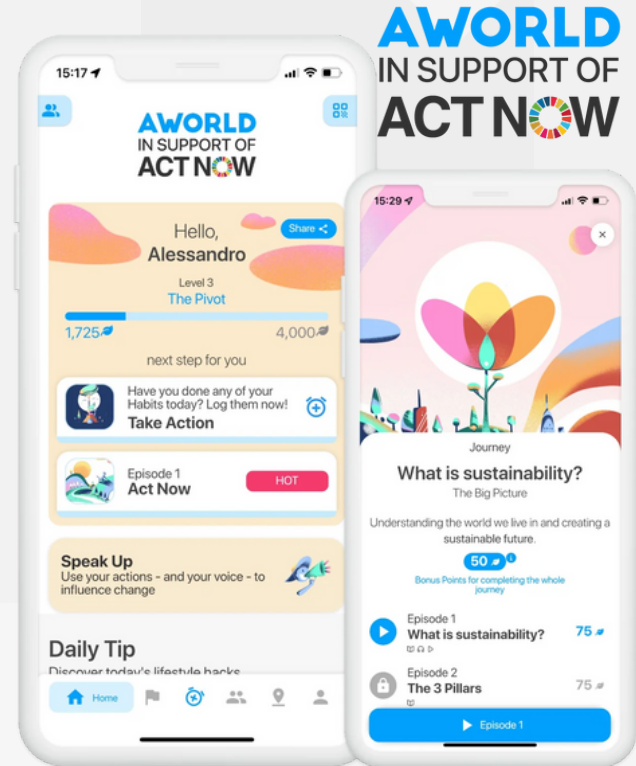 AWORLD
IN SUPPORT OF
ACT NOW
15:17
AWORLD
IN SUPPORT OF
ACT NOW
Hello,
Alessandro
Share
Level 3
The Pivot
1,725
4,000
next step for you
Have you done any of your
Habits today? Log them now!
Take Action
Episode 1
Act Now
HOT
Speak Up
Use your actions - and your voice - to
influence change
Daily Tip
Discover today's lifestyle hacks
Home
15:29
Journey
What is sustainability?
The Big Picture
Understanding the world we live in and creating a
sustainable future.
50
Bonus Points for completing the whole
journey
Episode 1
What is sustainability?
75
Episode 2
The 3 Pillars
75
Episode 1